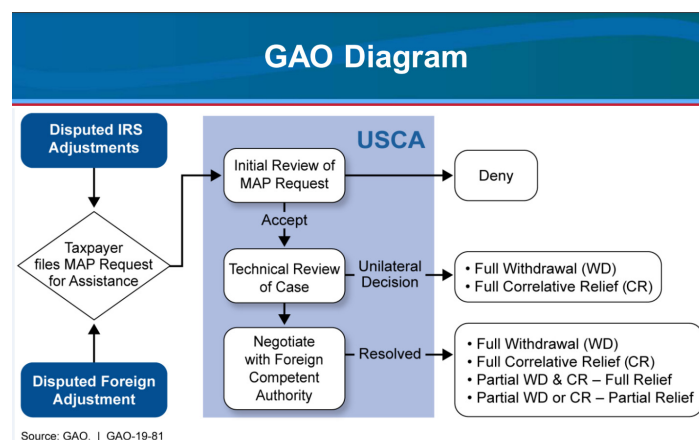 GAO Diagram
Disputed IRS
Adjustments
Taxpayer
files MAP Request
for Assistance
Disputed Foreign
Adjustment
USCA
Initial Review of
MAP Request
Deny
Accept
Technical Review
of Case
Unilateral
Decision
• Full Withdrawal (WD)
• Full Correlative Relief (CR)
Negotiate
with Foreign
Competent
Authority
Resolved
• Full Withdrawal (WD)
• Full Correlative Relief (CR)
• Partial WD & CR – Full Relief
• Partial WD or CR – Partial Relief
Source: GAO. | GAO-19-81